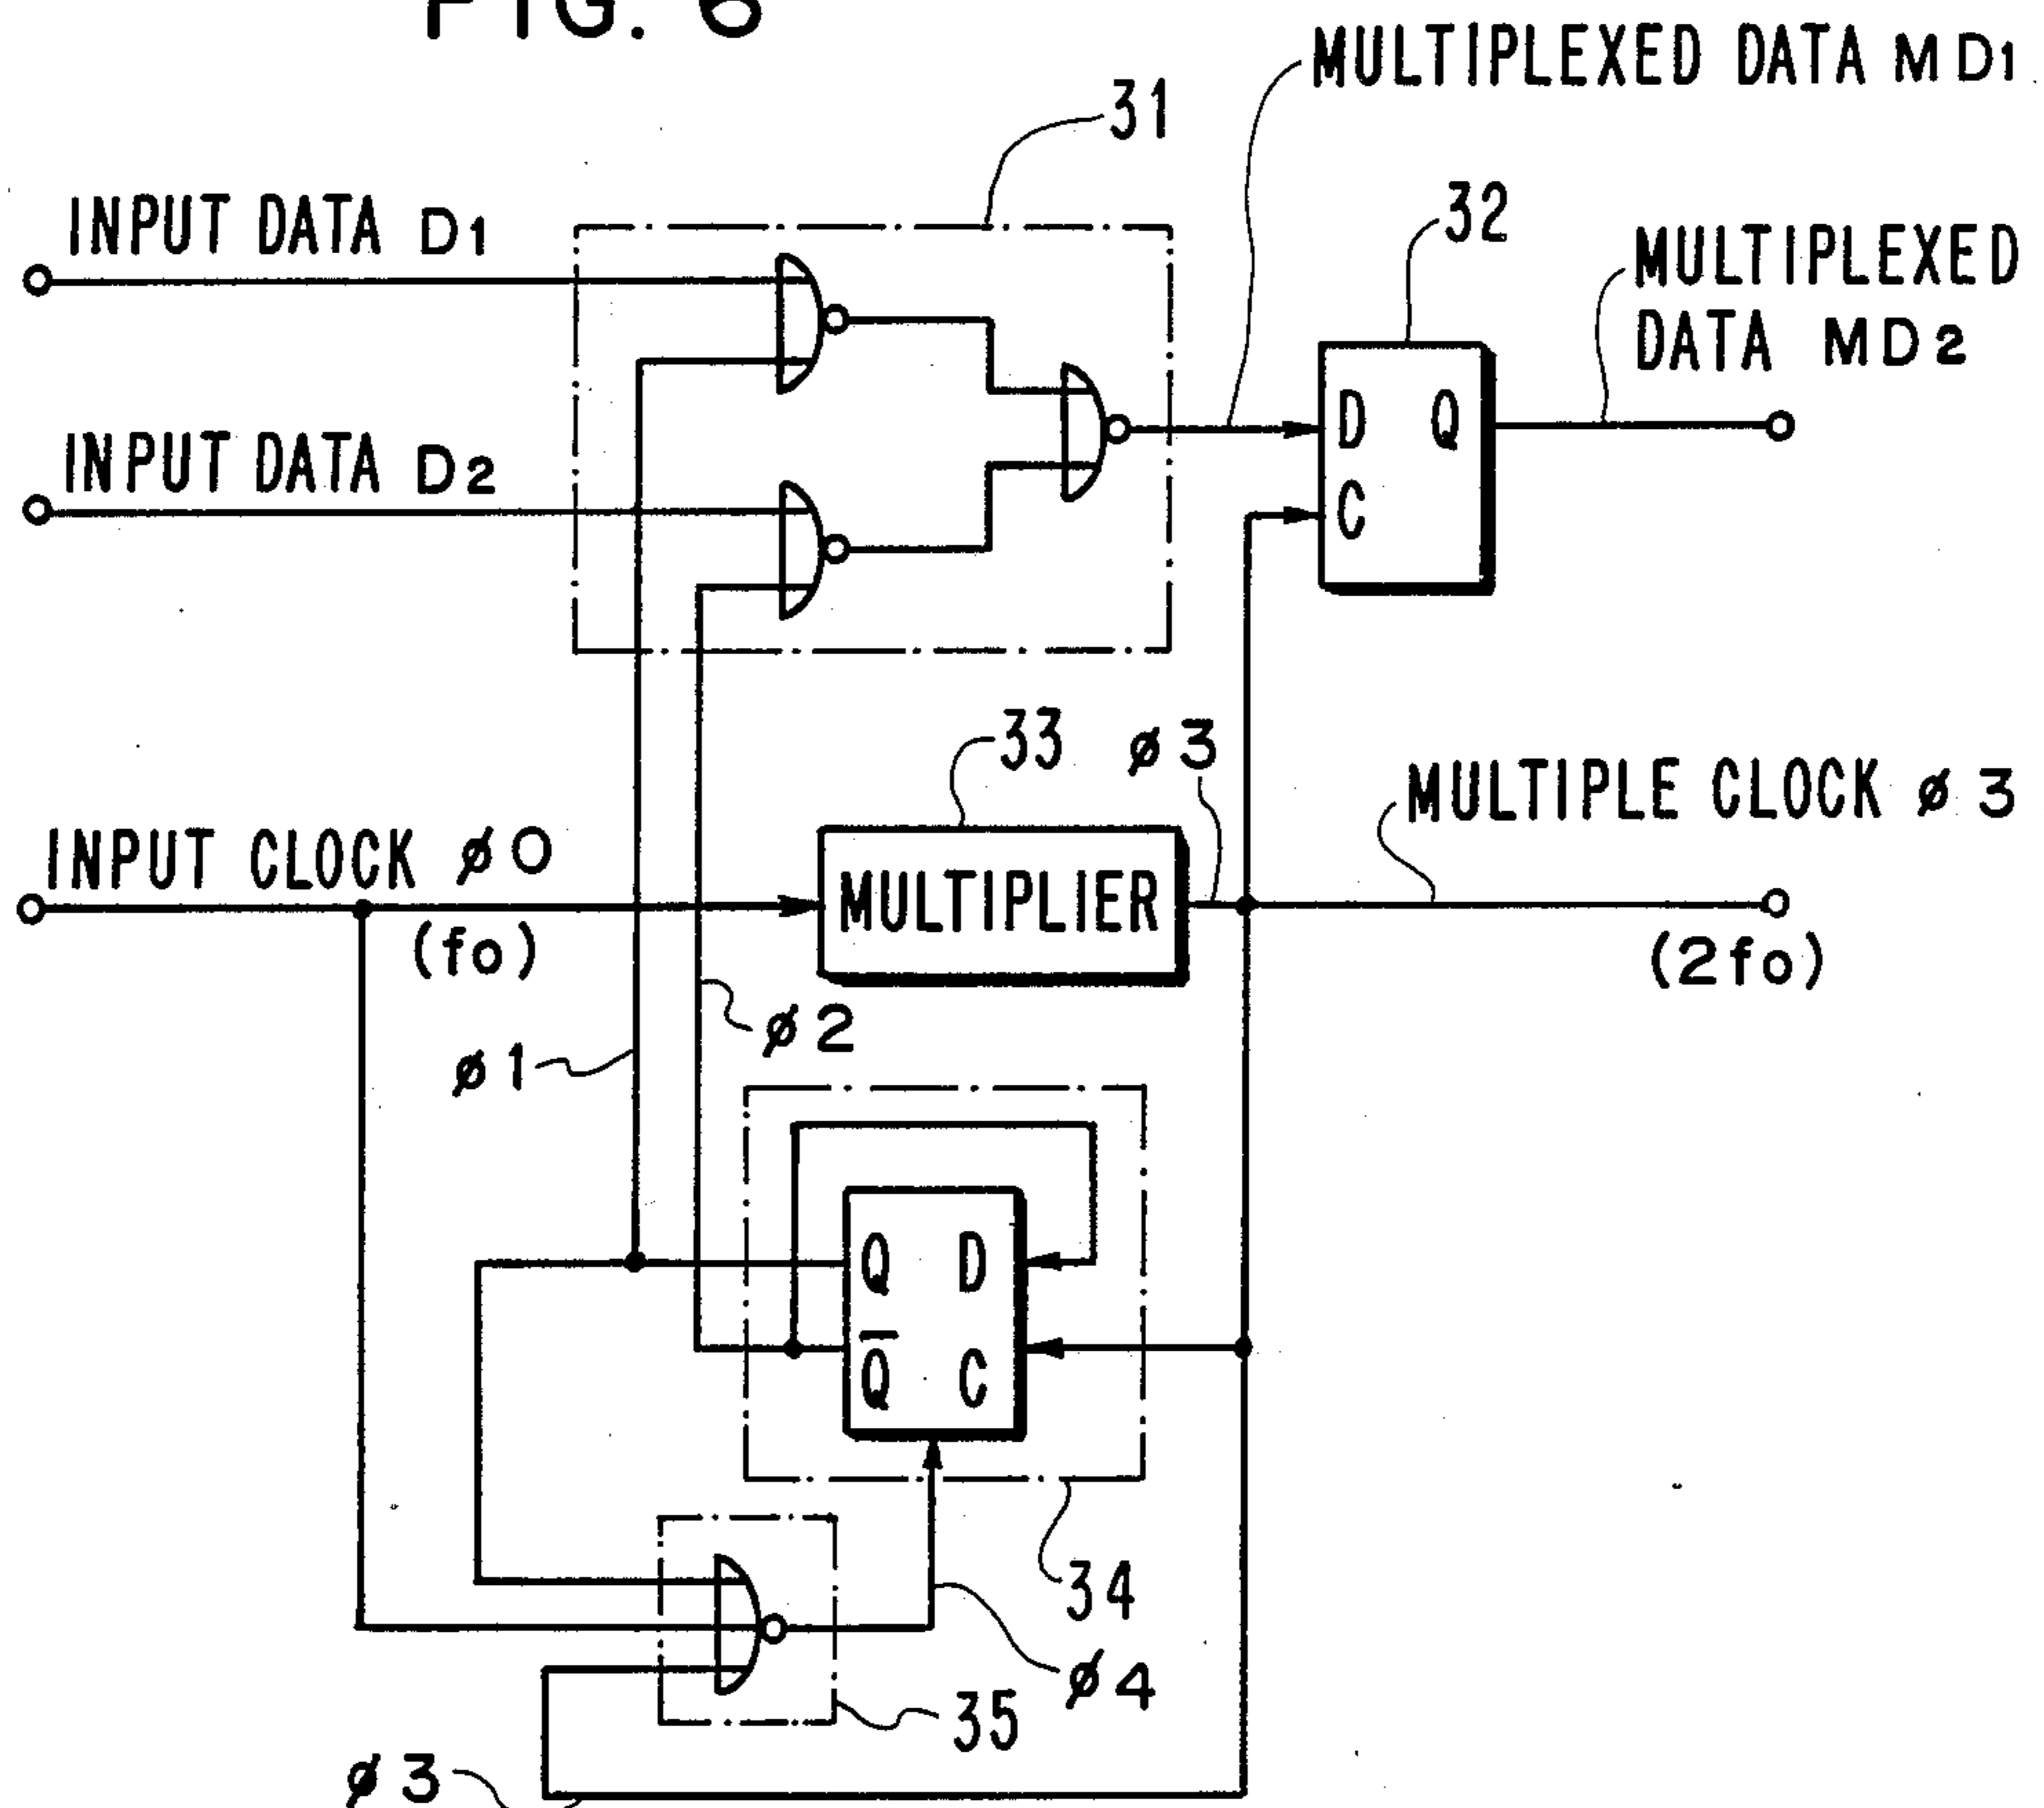 FIG. 6
MULTIPLEXED DATA MD1
31
INPUT DATA D1
32
MULTIPLEXED
DATA MD2
D Q
C
INPUT DATA D2
33
ø3
MULTIPLE CLOCK ø3
INPUT CLOCK øO
MULTIPLIER
(fo)
(2fo)
ø2
ø1
Q D
Q̅ C
34
ø4
35
ø3